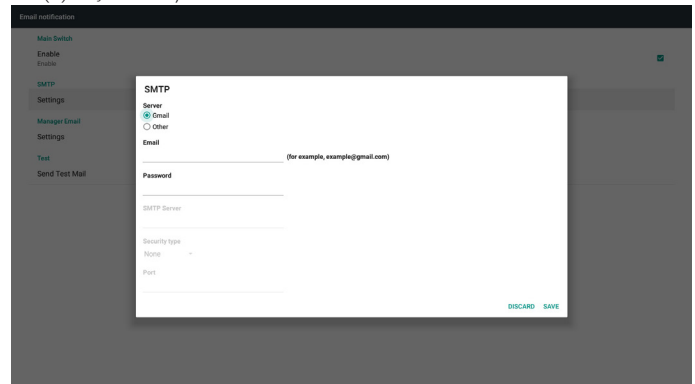 Email notification
Main Switch
Enable
Enable
SMTP
Settings
Manager Email
Settings
Test
Send Test Mail
SMTP
Server
Gmail
Other
Email
(for example, example@gmail.com)
Password
SMTP Server
Security type
None
Port
DISCARD SAVE